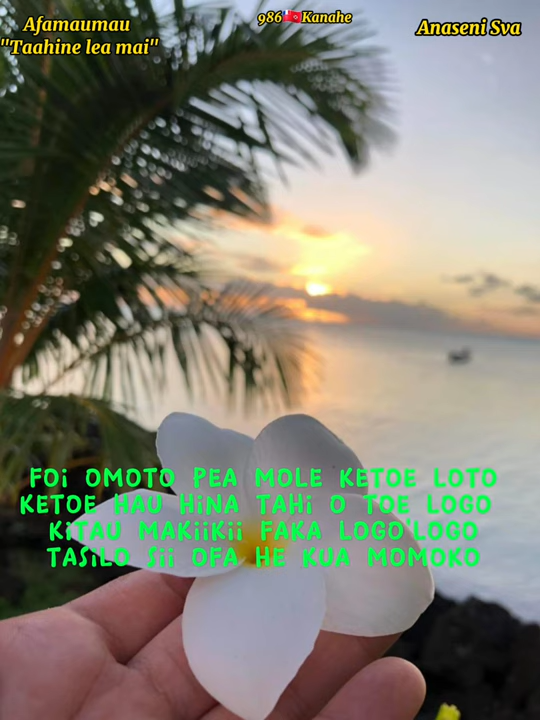 Afamaumau
"Taahine lea mai"
986🇼🇫Kanahe
Anaseni Sva
FOi OMOTO PEA MOLE KETOE LOTO
KETOE HAU HiNA TAHi O TOE LOGO
KiTAU MAKiiKii FAKA LOGO'LOGO
TASiLO Sii OFA HE KUA MOMOKO